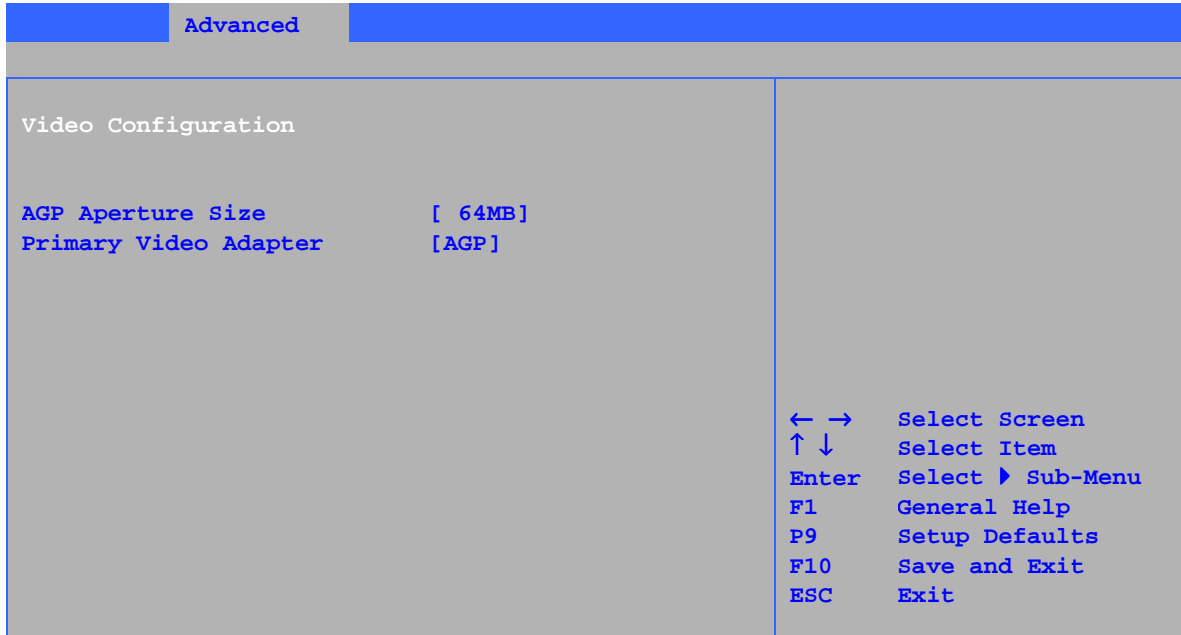 Advanced
Video Configuration
AGP Aperture Size [ 64MB]
Primary Video Adapter [AGP]
← → Select Screen
↑ ↓ Select Item
Enter Select ▶ Sub-Menu
F1 General Help
P9 Setup Defaults
F10 Save and Exit
ESC Exit